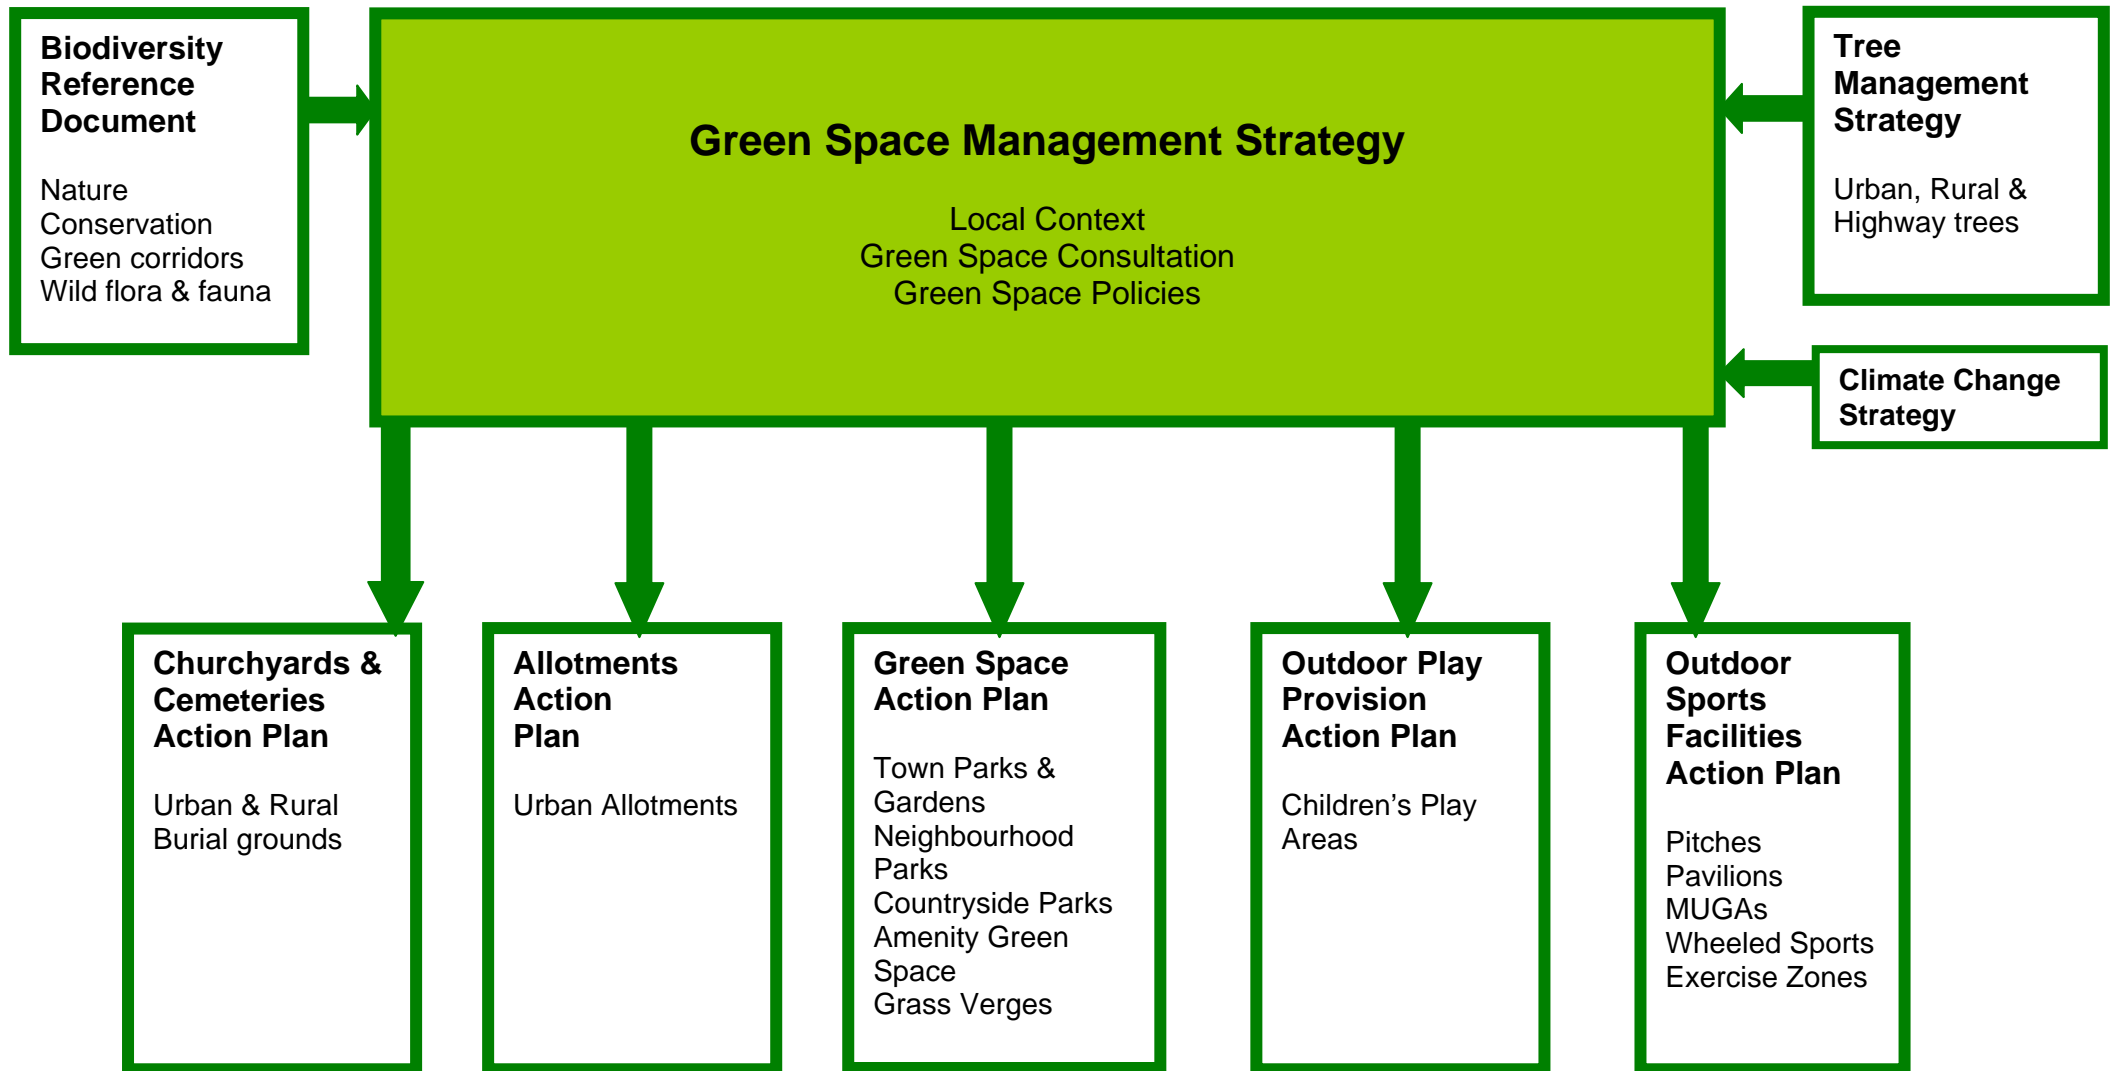 Biodiversity
Reference
Document
Nature
Conservation
Green corridors
Wild flora & fauna
Green Space Management Strategy
Local Context
Green Space Consultation
Green Space Policies
Tree
Management
Strategy
Urban, Rural &
Highway trees
Climate Change
Strategy
Churchyards &
Cemeteries
Action Plan
Urban & Rural
Burial grounds
Allotments
Action
Plan
Urban Allotments
Green Space
Action Plan
Town Parks &
Gardens
Neighbourhood
Parks
Countryside Parks
Amenity Green
Space
Grass Verges
Outdoor Play
Provision
Action Plan
Children’s Play
Areas
Outdoor
Sports
Facilities
Action Plan
Pitches
Pavilions
MUGAs
Wheeled Sports
Exercise Zones